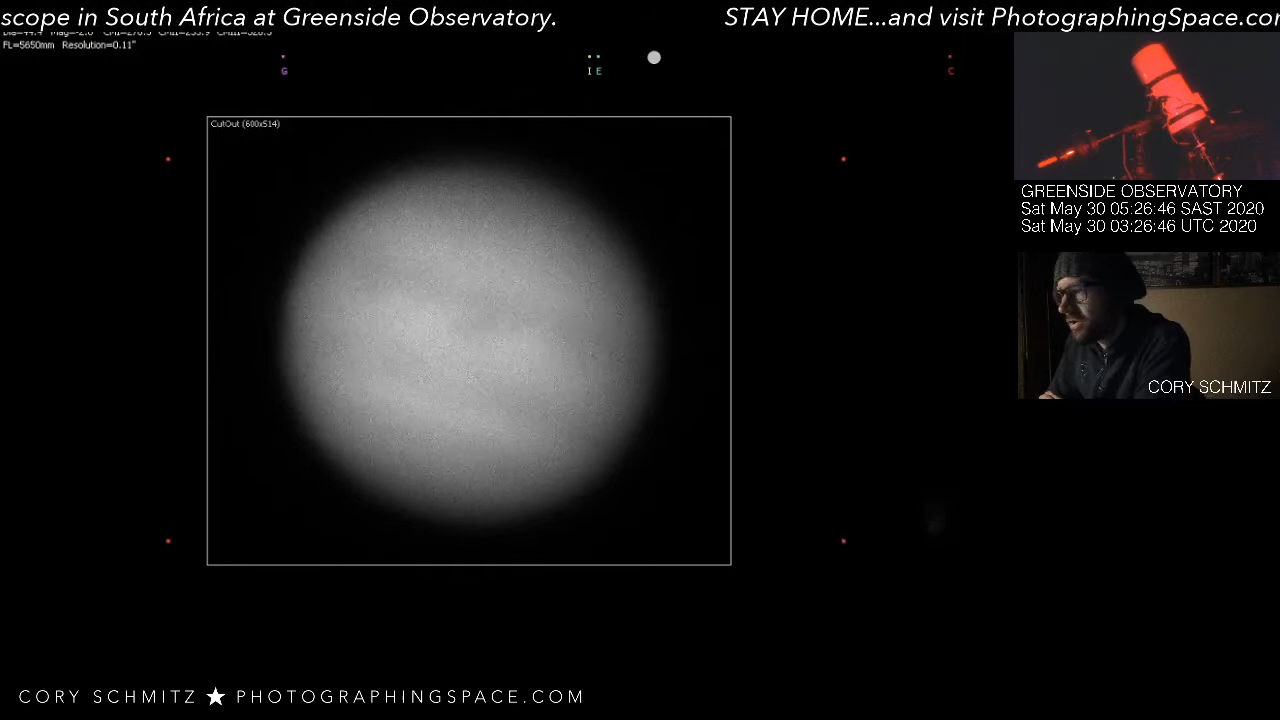 scope in South Africa at Greenside Observatory. STAY HOME...and visit PhotographingSpace.co
FL=5650mm Resolution=0.11"
G I E C
CutOut (600x514)
GREENSIDE OBSERVATORY
Sat May 30 05:26:46 SAST 2020
Sat May 30 03:26:46 UTC 2020
CORY SCHMITZ
CORY SCHMITZ ★ PHOTOGRAPHINGSPACE.COM